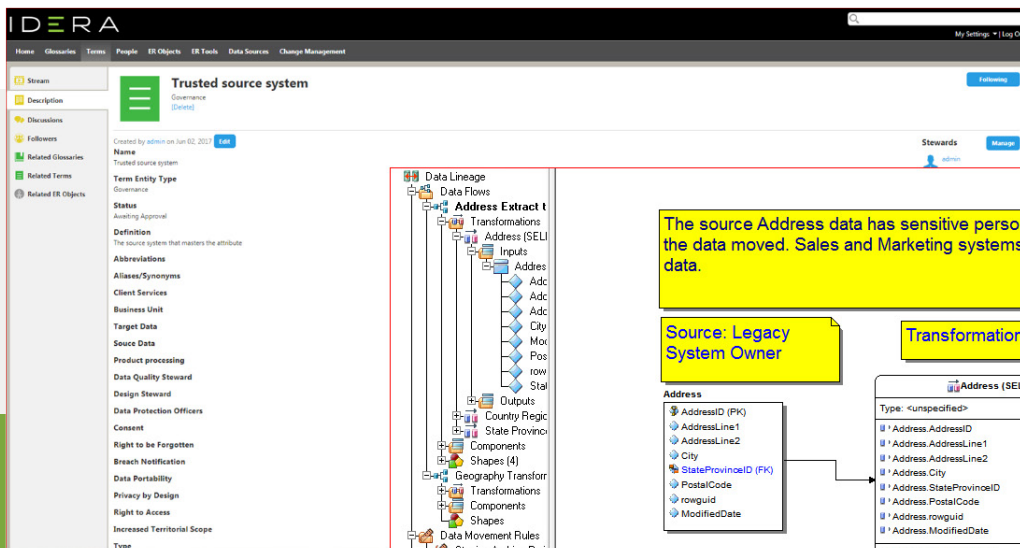 IDERA
My Settings | Log O
Home Glossaries Terms People ER Objects ER Tools Data Sources Change Management
Stream
Description
Discussions
Followers
Related Glossaries
Related Terms
Related ER Objects
Trusted source system
Governance
[Delete]
Following
Created by admin on Jun 02, 2017 Edit
Stewards
Manage
admin
Name
Trusted source system
Term Entity Type
Governance
Status
Awaiting Approval
Definition
The source system that masters the attribute
Abbreviations
Aliases/Synonyms
Client Services
Business Unit
Target Data
Souce Data
Product processing
Data Quality Steward
Design Steward
Data Protection Officers
Consent
Right to be Forgotten
Breach Notification
Data Portability
Privacy by Design
Right to Access
Increased Territorial Scope
Type
Data Lineage
Data Flows
Address Extract t
Transformations
Address (SELI
Inputs
Addres
Adc
Adc
Adc
City
Moc
Pos
row
Stal
Outputs
Country Regic
State Province
Components
Shapes (4)
Geography Transforr
Transformations
Components
Shapes
Data Movement Rules
The source Address data has sensitive perso
the data moved. Sales and Marketing systems
data.
Source: Legacy
System Owner
Transformation
Address
AddressID (PK)
AddressLine1
AddressLine2
City
StateProvinceID (FK)
PostalCode
rowguid
ModifiedDate
Address (SEL
Type: <unspecified>
Address.AddressID
Address.AddressLine1
Address.AddressLine2
Address.City
Address.StateProvinceID
Address.PostalCode
Address.rowguid
Address.ModifiedDate